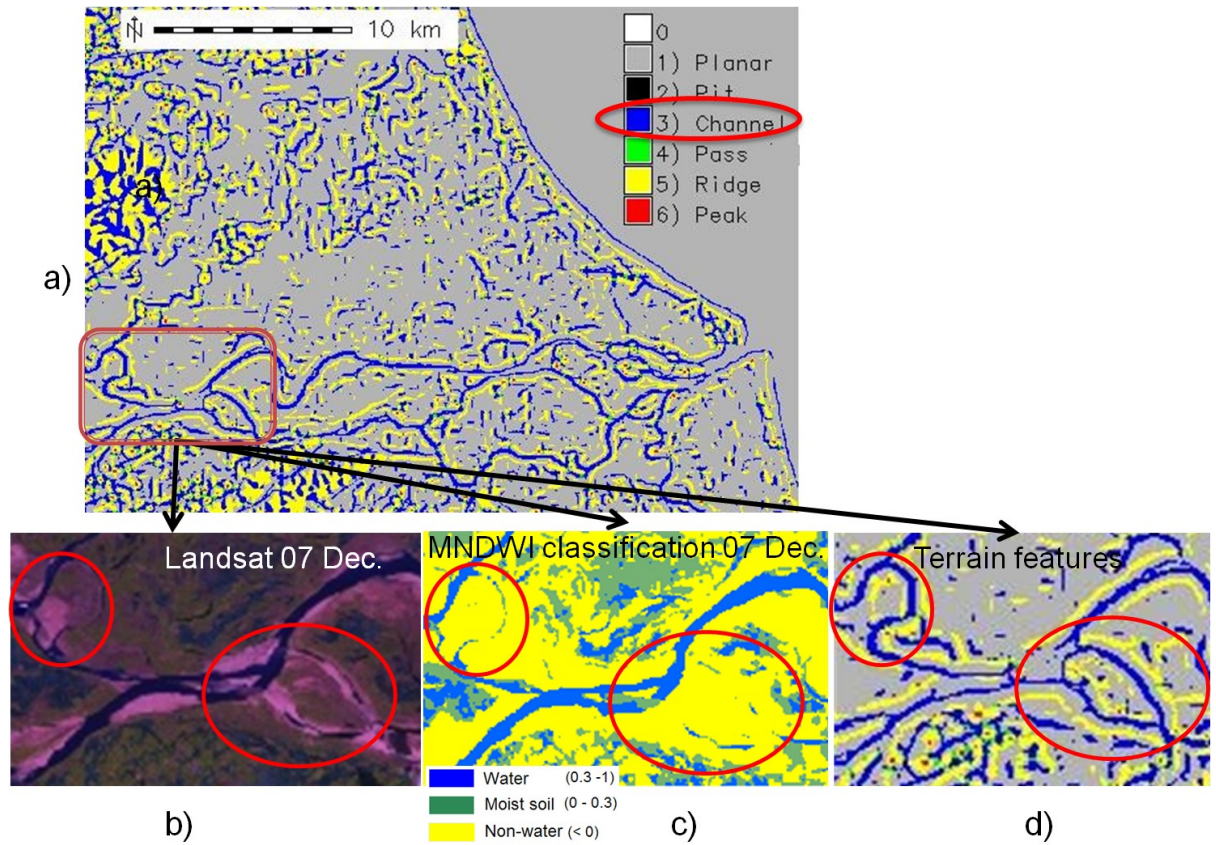 N 10 km
0
1) Planar
2) Pit
3) Channel
4) Pass
5) Ridge
6) Peak
a)
a)
Landsat 07 Dec.
MNDWI classification 07 Dec.
Terrain features
Water (0.3 -1)
Moist soil (0 - 0.3)
Non-water (< 0)
b)
c)
d)